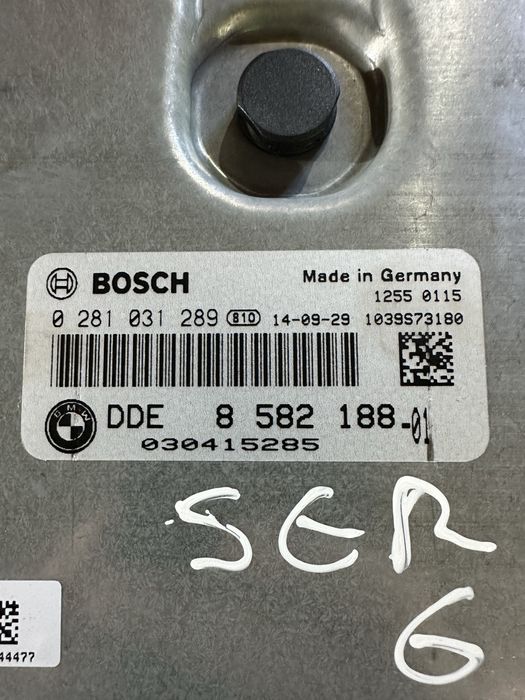 BOSCH
Made in Germany
1255 0115
0 281 031 289 810 14-09-29 1039S73180
BMW
DDE 8 582 188-01
030415285
SER
6
44477